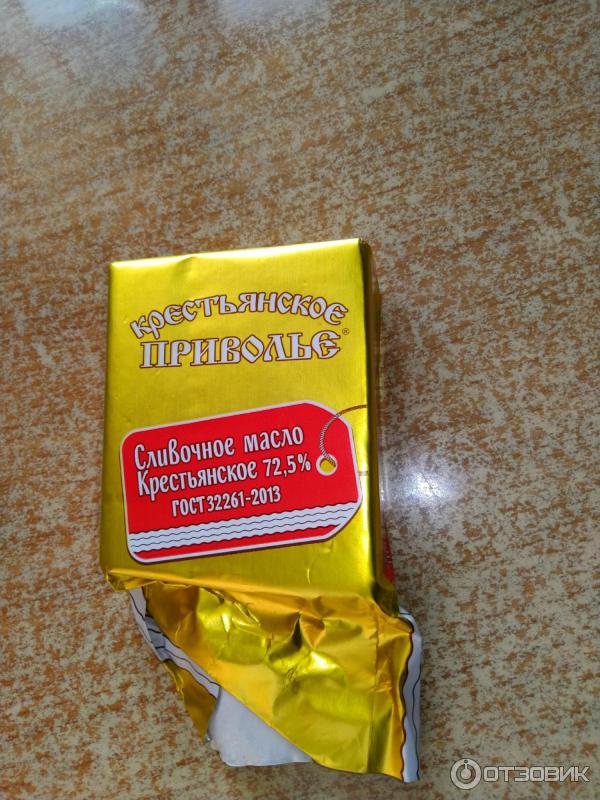 Крестьянское
ПРИВОЛЬЕ®
Сливочное масло
Крестьянское 72,5%
ГОСТ 32261-2013
ОТЗОВИК